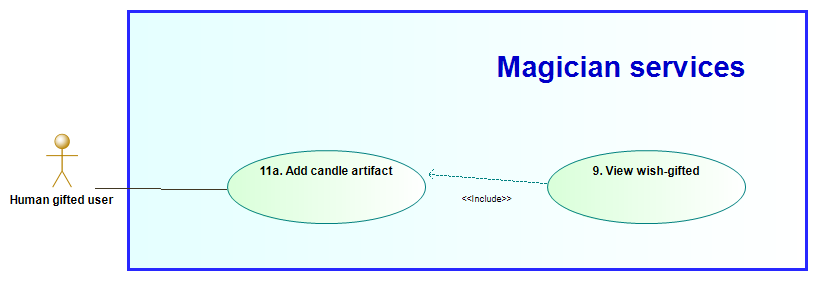 Magician services
11a. Add candle artifact
9. View wish-gifted
<<Include>>
Human gifted user